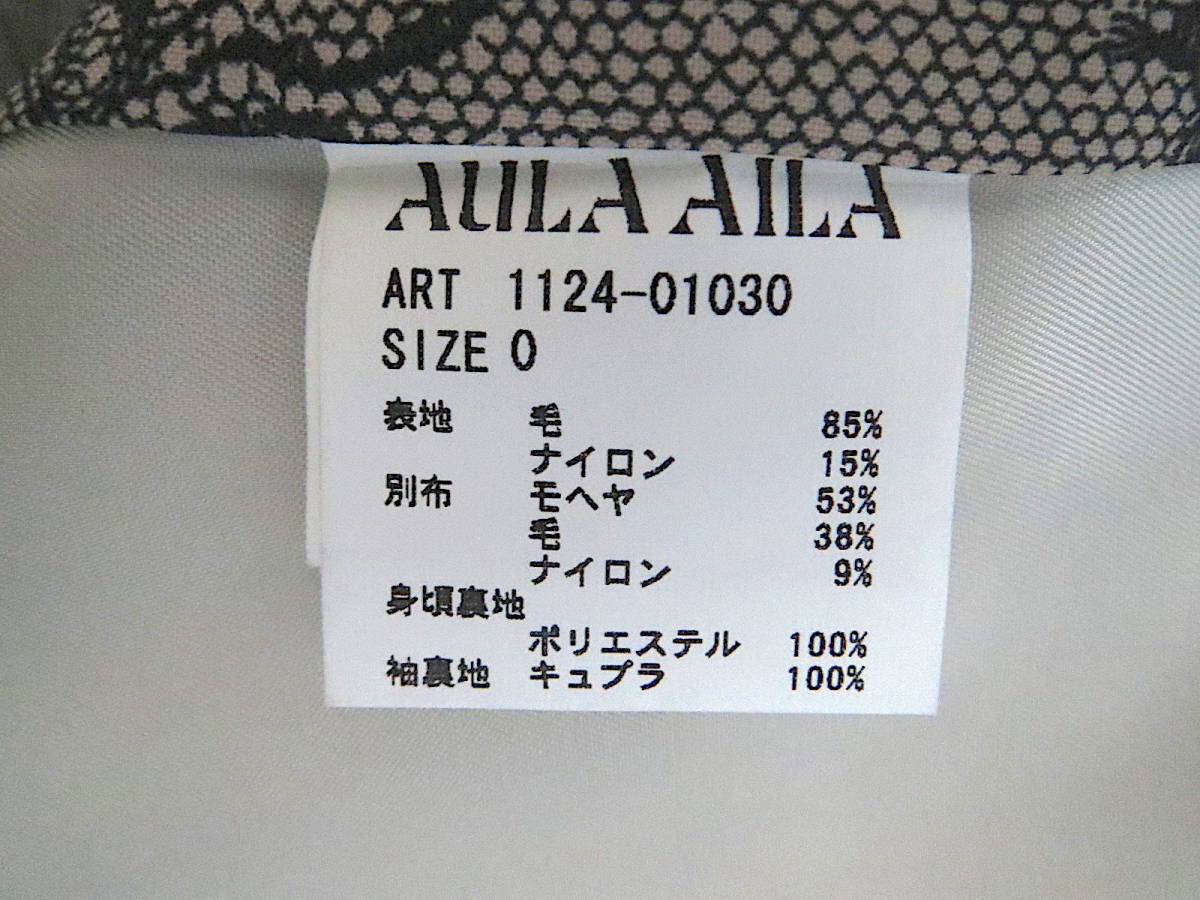 AULA AILA
ART 1124-01030
SIZE 0
表地 毛 85%
ナイロン 15%
別布 モヘヤ 53%
毛 38%
ナイロン 9%
身頃裏地
ポリエステル 100%
袖裏地 キュプラ 100%